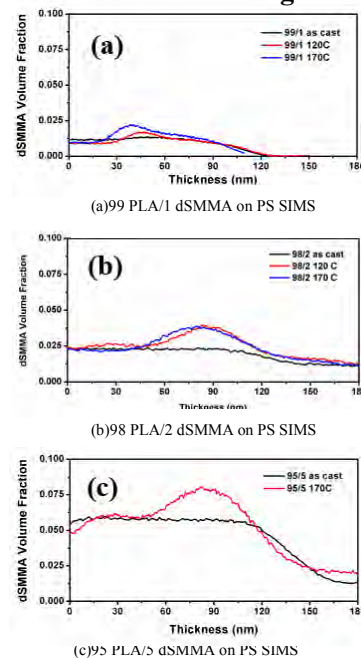 (a)
99/1 as cast
99/1 120C
99/1 170C
dSMMA Volume Fraction
0.100
0.075
0.050
0.025
0.000
0 30 60 90 120 150 180
Thickness (nm)
(a)99 PLA/1 dSMMA on PS SIMS
(b)
98/2 as cast
98/2 120 C
98/2 170 C
dSMMA Volume Fraction
0.100
0.075
0.050
0.025
0.000
0 30 60 90 120 150 180
Thickness (nm)
(b)98 PLA/2 dSMMA on PS SIMS
(c)
95/5 as cast
95/5 170C
dSMMA Volume Fraction
0.100
0.075
0.050
0.025
0.000
0 30 60 90 120 150 180
Thickness (nm)
(c)95 PLA/5 dSMMA on PS SIMS